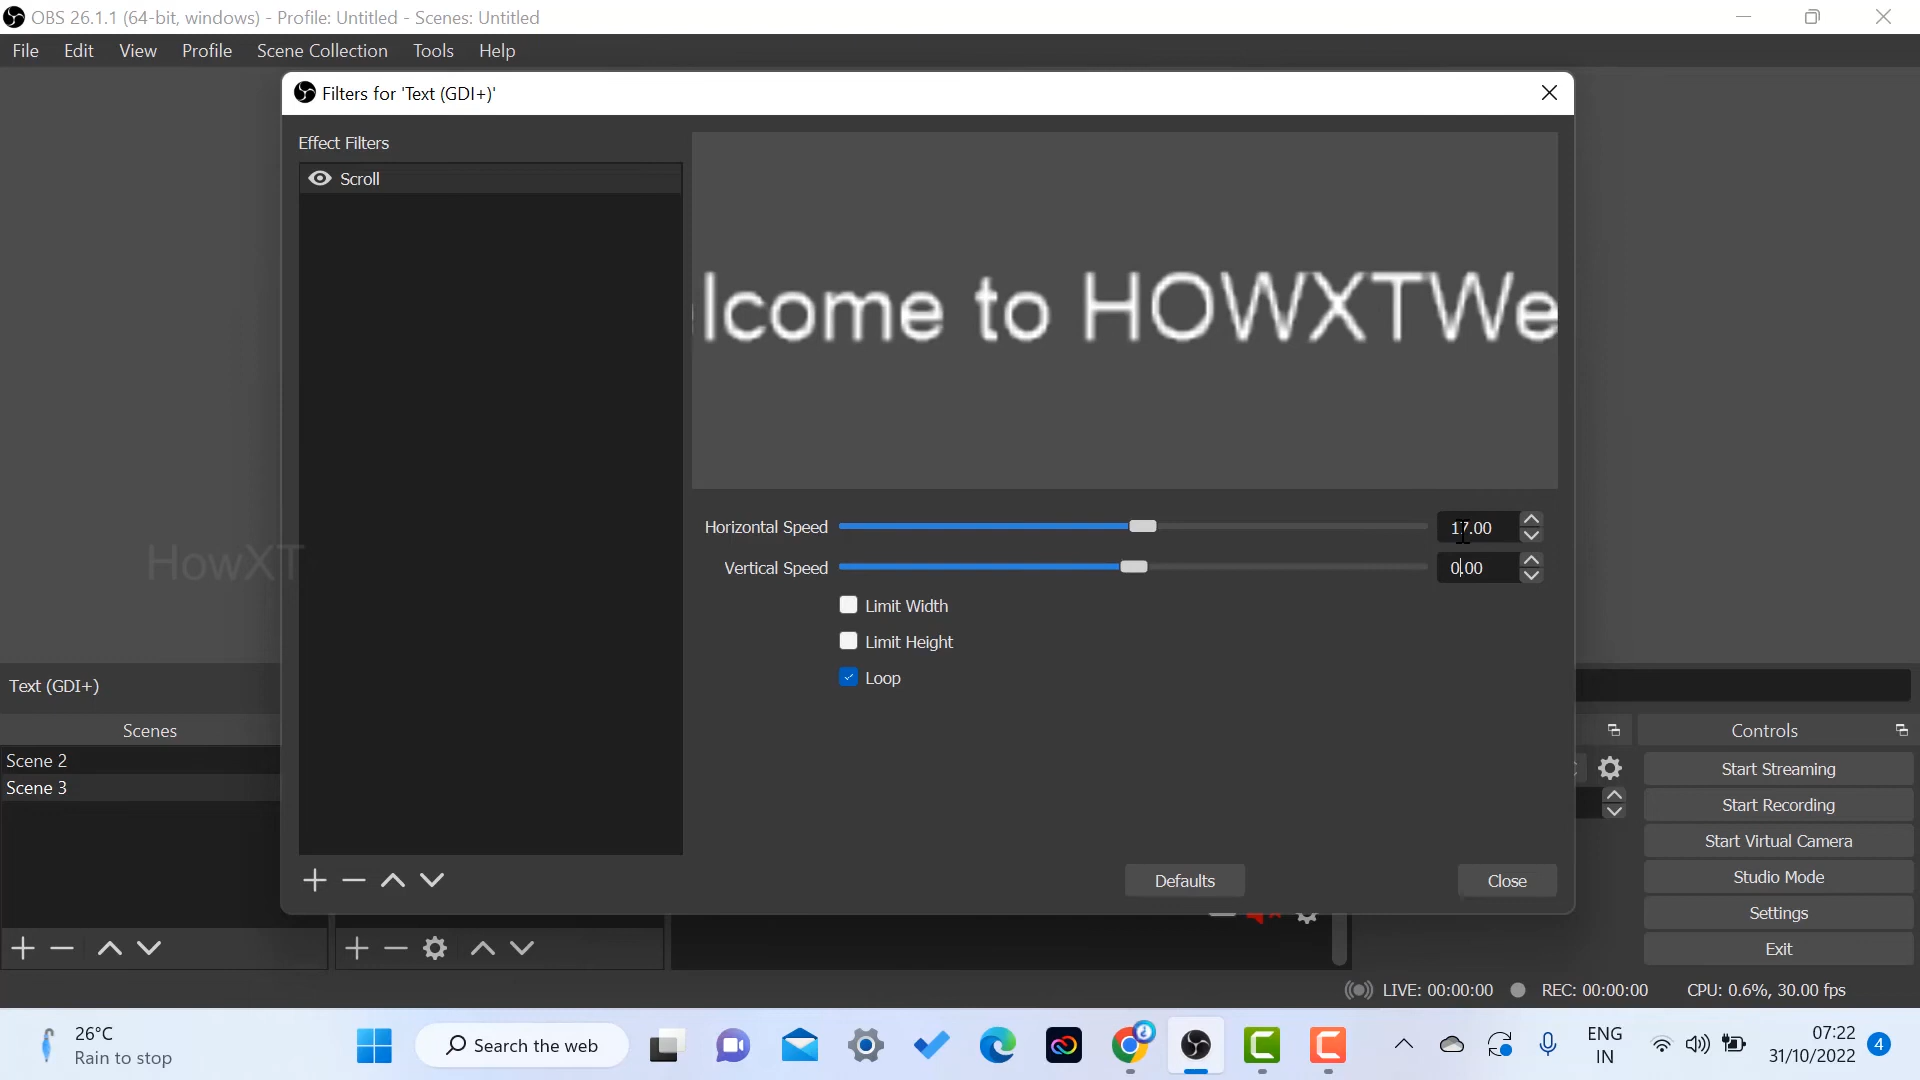 OBS 26.1.1 (64-bit, windows) - Profile: Untitled - Scenes: Untitled
File Edit View Profile Scene Collection Tools Help
Filters for 'Text (GDI+)'
Effect Filters
Scroll
lcome to HOWXTWe
Horizontal Speed 17.00
Vertical Speed 0.00
Limit Width
Limit Height
Loop
HowXT
Text (GDI+)
Scenes
Controls
Scene 2
Scene 3
Start Streaming
Start Recording
Start Virtual Camera
Studio Mode
Settings
Exit
Defaults
Close
LIVE: 00:00:00 REC: 00:00:00 CPU: 0.6%, 30.00 fps
26°C
Rain to stop
Search the web
ENG
IN
07:22
31/10/2022
4